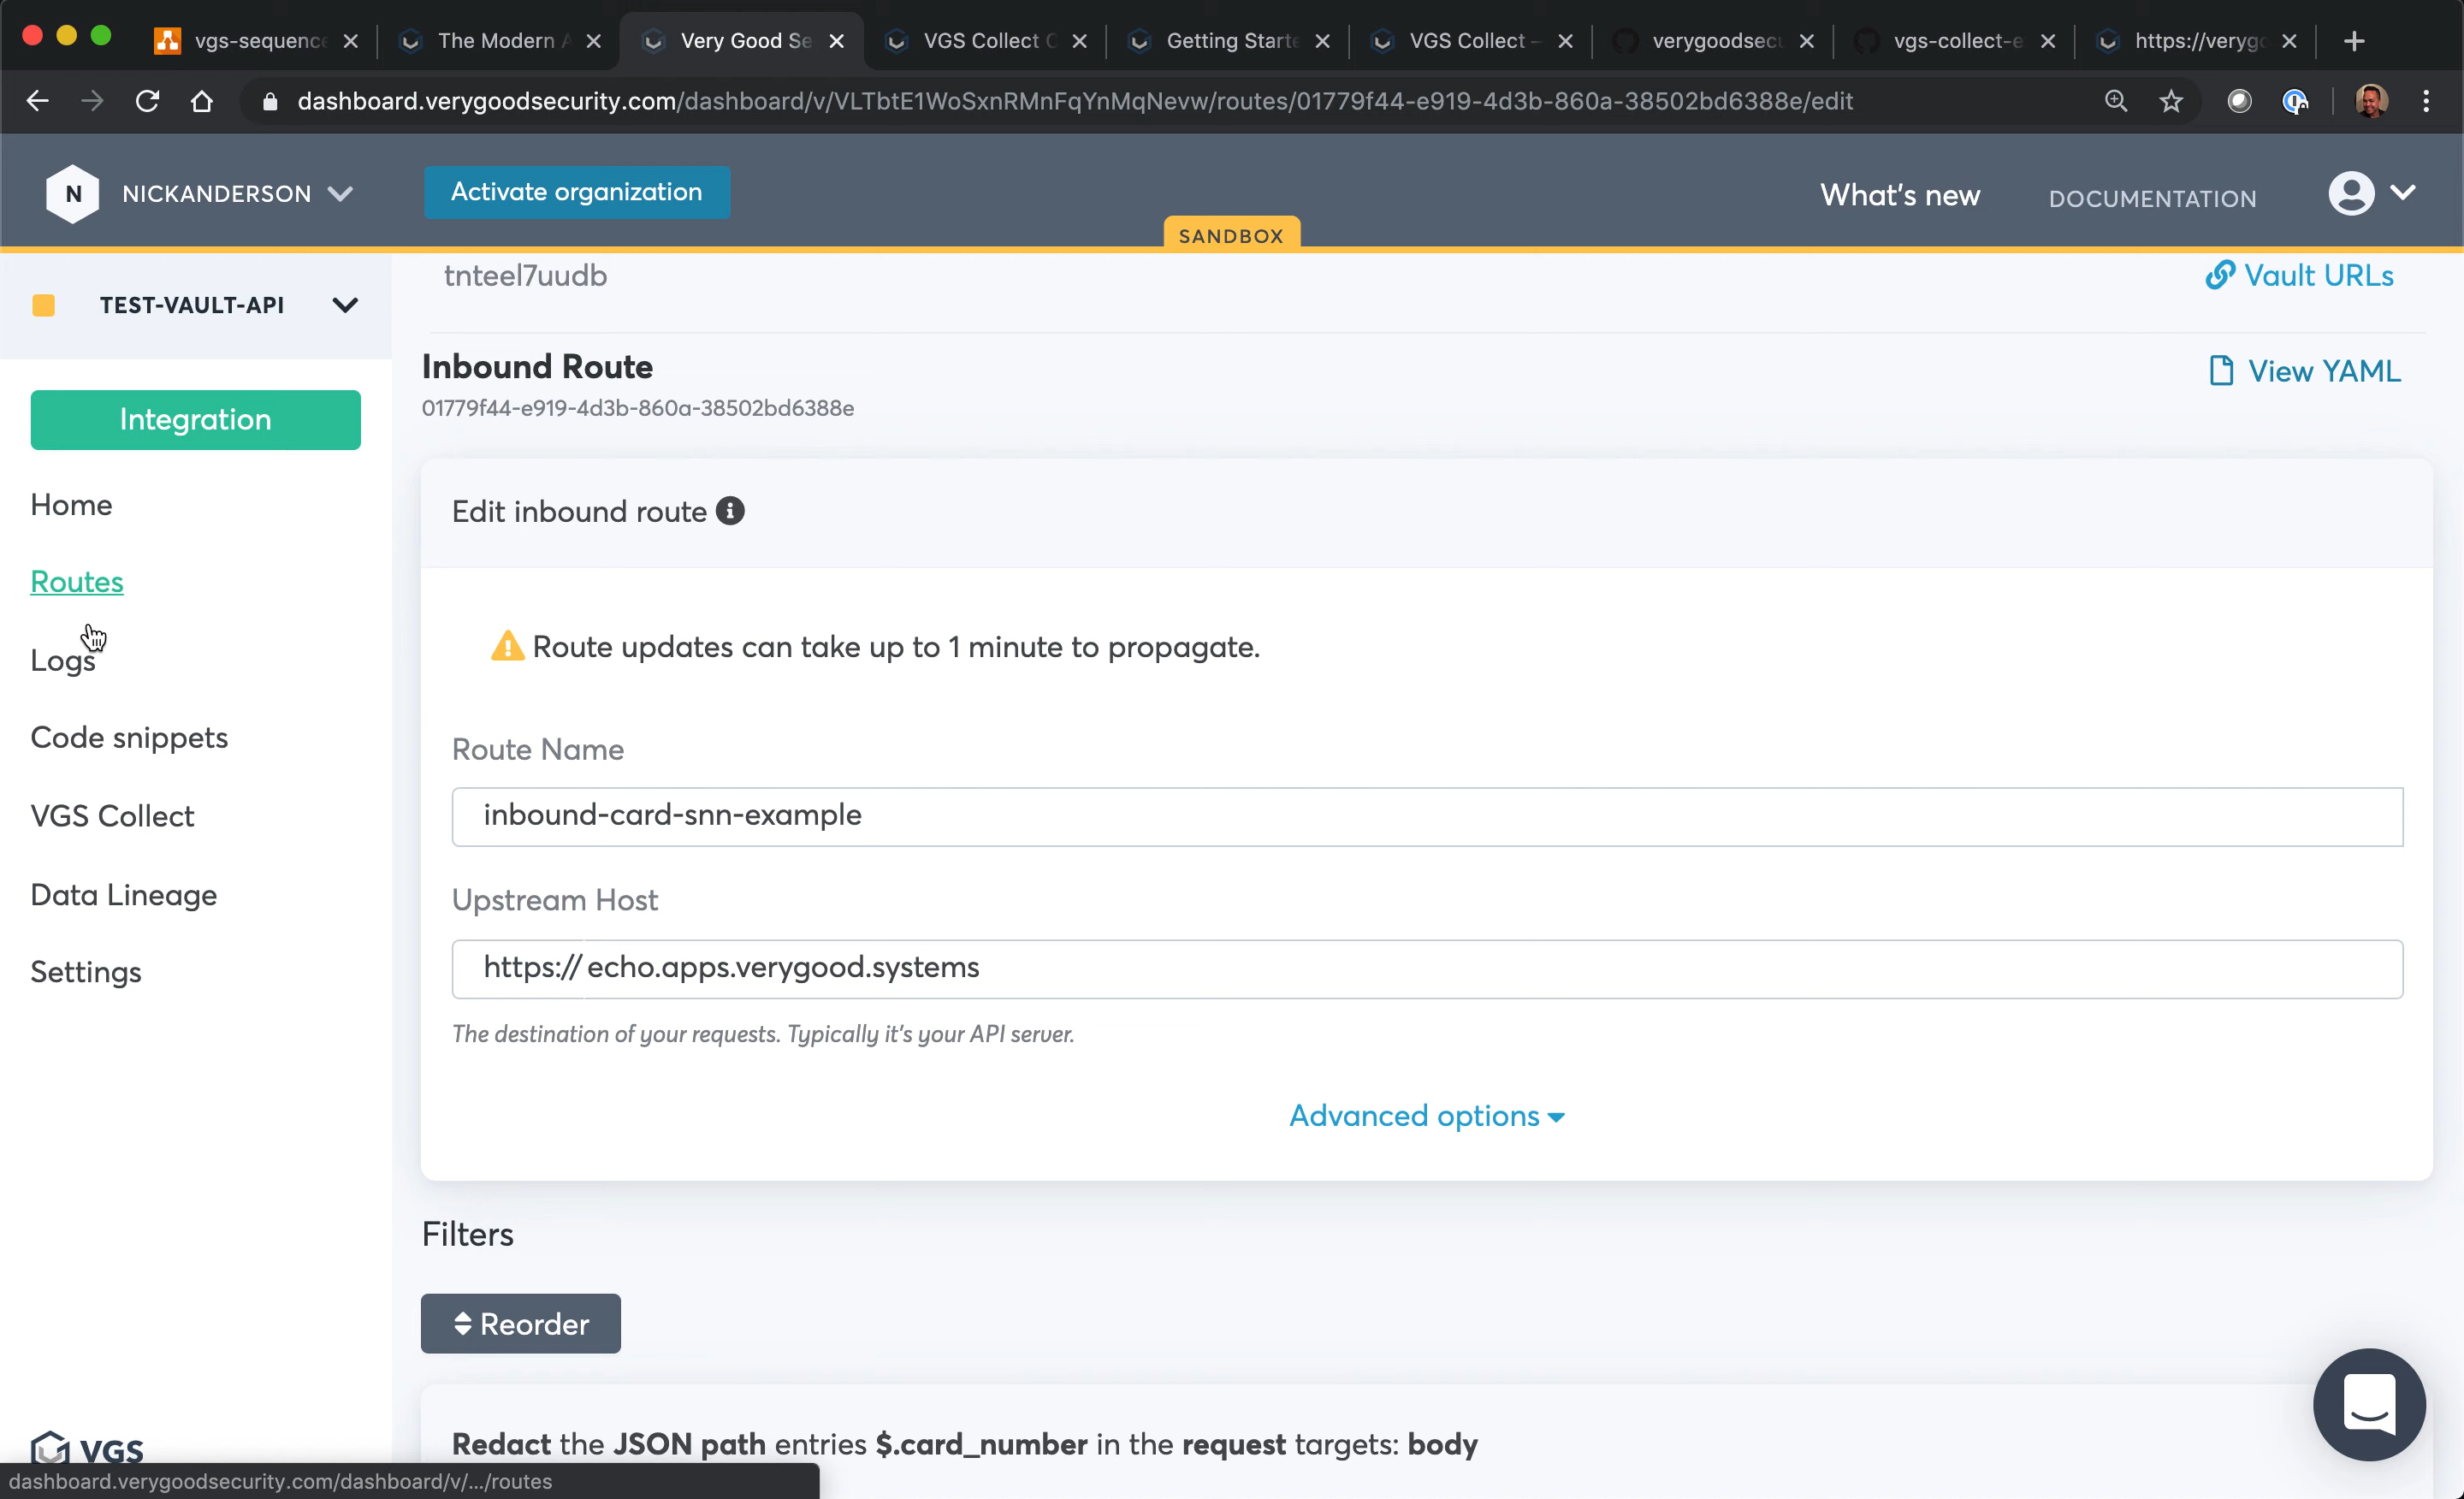 vgs-sequence
The Modern A
Very Good Se
VGS Collect C
Getting Starte
VGS Collect –
verygoodsecu
vgs-collect-e
https://verygo
dashboard.verygoodsecurity.com/dashboard/v/VLTbtE1WoSxnRMnFqYnMqNevw/routes/01779f44-e919-4d3b-860a-38502bd6388e/edit
N
NICKANDERSON
Activate organization
What's new
DOCUMENTATION
SANDBOX
TEST-VAULT-API
tnteel7uudb
Vault URLs
Integration
Home
Routes
Logs
Code snippets
VGS Collect
Data Lineage
Settings
VGS
Inbound Route
View YAML
01779f44-e919-4d3b-860a-38502bd6388e
Edit inbound route
Route updates can take up to 1 minute to propagate.
Route Name
inbound-card-snn-example
Upstream Host
https:// echo.apps.verygood.systems
The destination of your requests. Typically it's your API server.
Advanced options
Filters
Reorder
Redact the JSON path entries $.card_number in the request targets: body
dashboard.verygoodsecurity.com/dashboard/v/.../routes